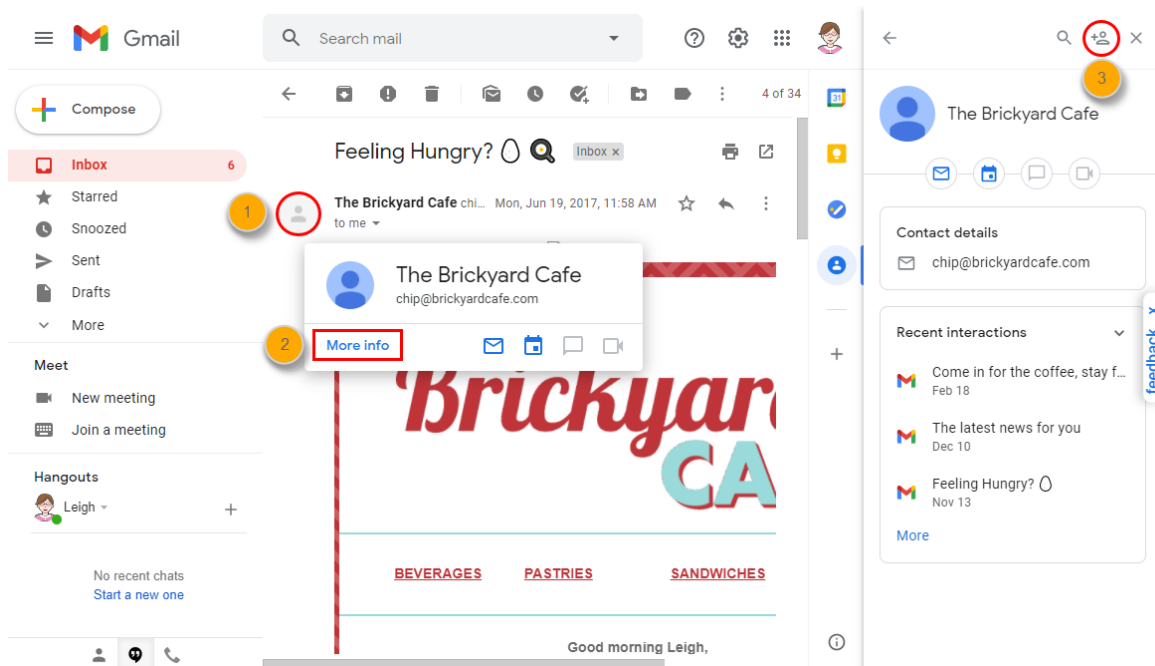 Gmail
Search mail
Compose
Inbox 6
Starred
Snoozed
Sent
Drafts
More
Meet
New meeting
Join a meeting
Hangouts
Leigh
No recent chats
Start a new one
4 of 34
Feeling Hungry?
Inbox x
1
The Brickyard Cafe chi... Mon, Jun 19, 2017, 11:58 AM
to me
The Brickyard Cafe
chip@brickyardcafe.com
2
More info
Brickyar
CA
BEVERAGES PASTRIES SANDWICHES
Good morning Leigh,
31
3
The Brickyard Cafe
Contact details
chip@brickyardcafe.com
Recent interactions
Come in for the coffee, stay f...
Feb 18
The latest news for you
Dec 10
Feeling Hungry?
Nov 13
More
feedback x